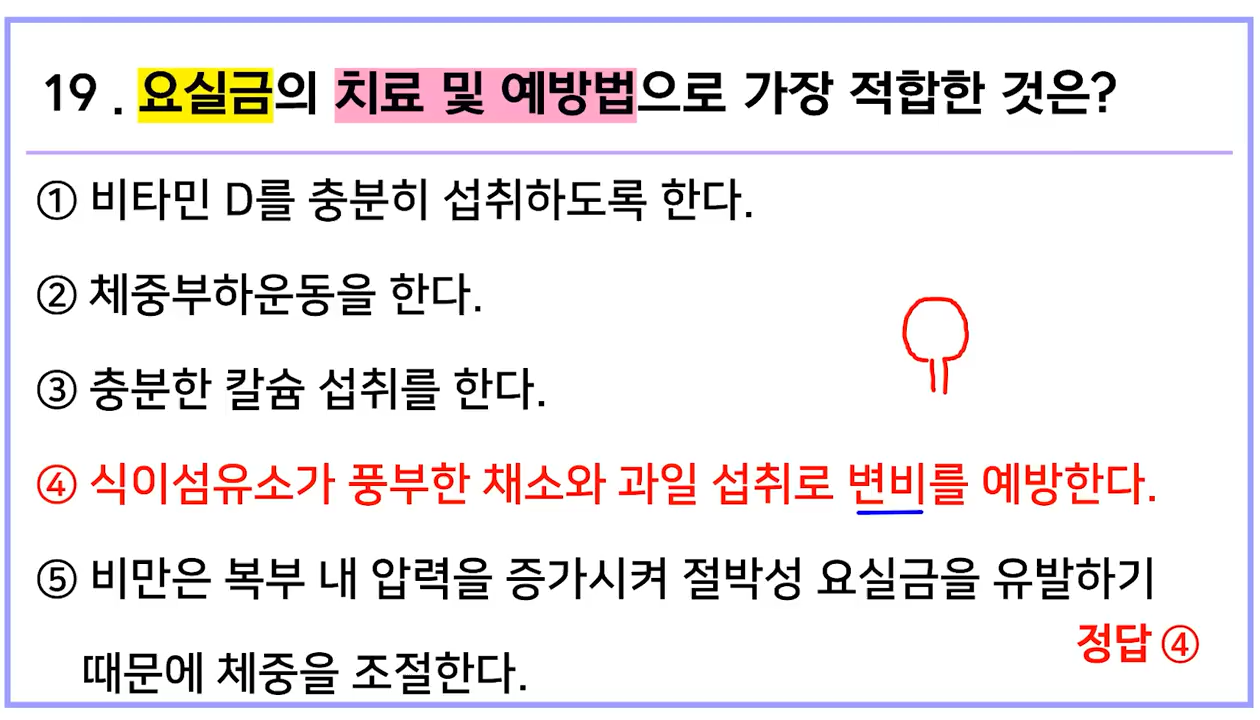 19 . 요실금의 치료 및 예방법으로 가장 적합한 것은?
① 비타민 D를 충분히 섭취하도록 한다.
② 체중부하운동을 한다.
③ 충분한 칼슘 섭취를 한다.
④ 식이섬유소가 풍부한 채소와 과일 섭취로 변비를 예방한다.
⑤ 비만은 복부 내 압력을 증가시켜 절박성 요실금을 유발하기
때문에 체중을 조절한다.
정답 ④